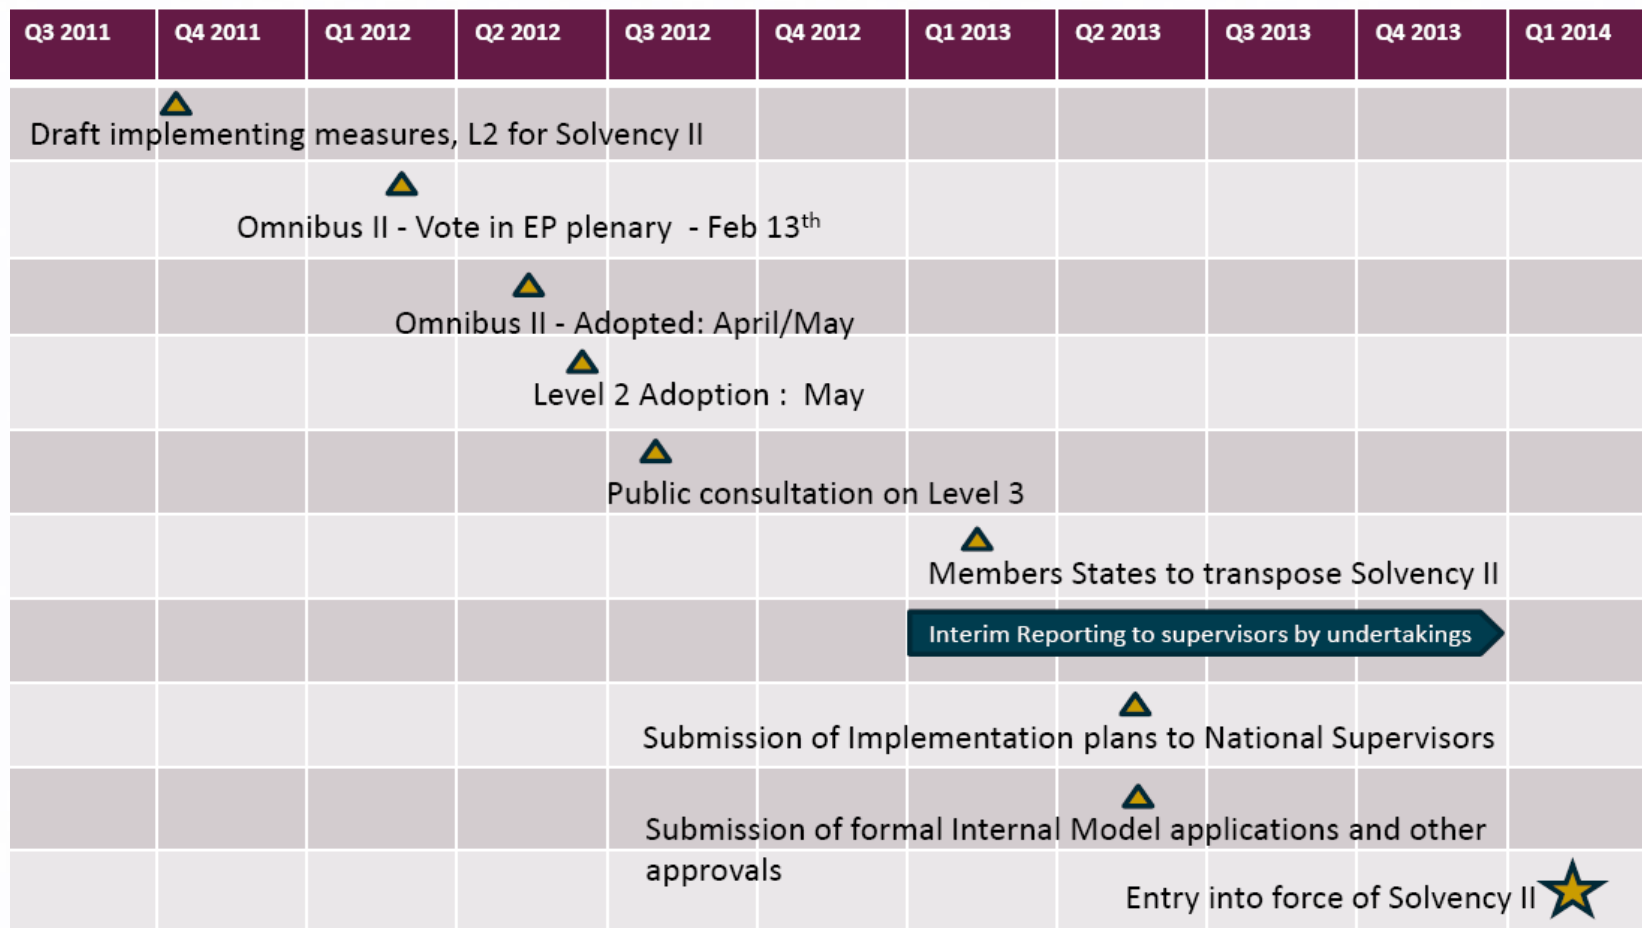 Q3 2011 Q4 2011 Q1 2012 Q2 2012 Q3 2012 Q4 2012 Q1 2013 Q2 2013 Q3 2013 Q4 2013 Q1 2014
Draft implementing measures, L2 for Solvency II
Omnibus II - Vote in EP plenary - Feb 13th
Omnibus II - Adopted: April/May
Level 2 Adoption : May
Public consultation on Level 3
Members States to transpose Solvency II
Interim Reporting to supervisors by undertakings
Submission of Implementation plans to National Supervisors
Submission of formal Internal Model applications and other
approvals
Entry into force of Solvency II